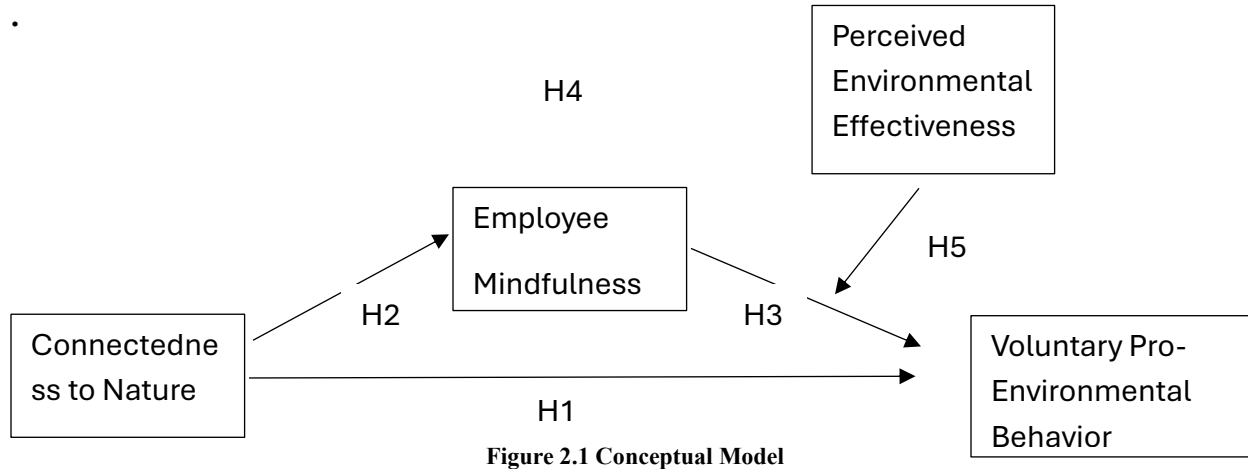 .
Perceived
Environmental
Effectiveness
H4
Employee
Mindfulness
H5
H2
H3
Connectedne
ss to Nature
Voluntary Pro-
Environmental
Behavior
H1
Figure 2.1 Conceptual Model